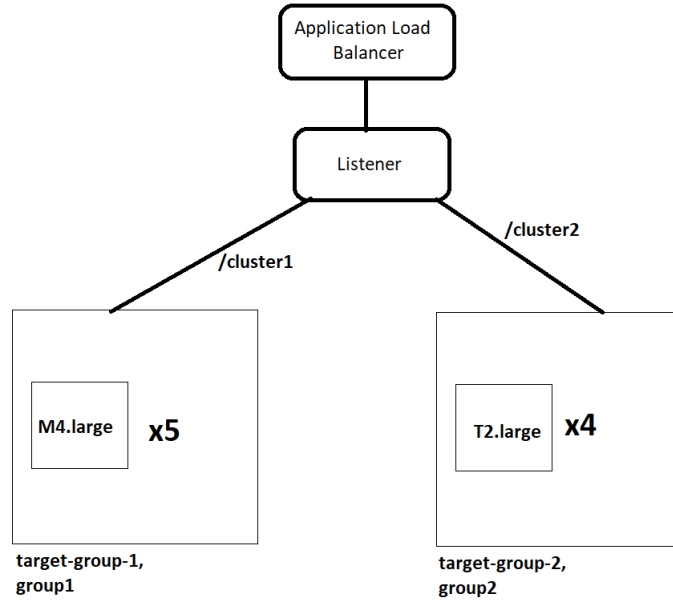 Application Load
Balancer
Listener
/cluster1
/cluster2
M4.large
x5
T2.large
x4
target-group-1,
group1
target-group-2,
group2